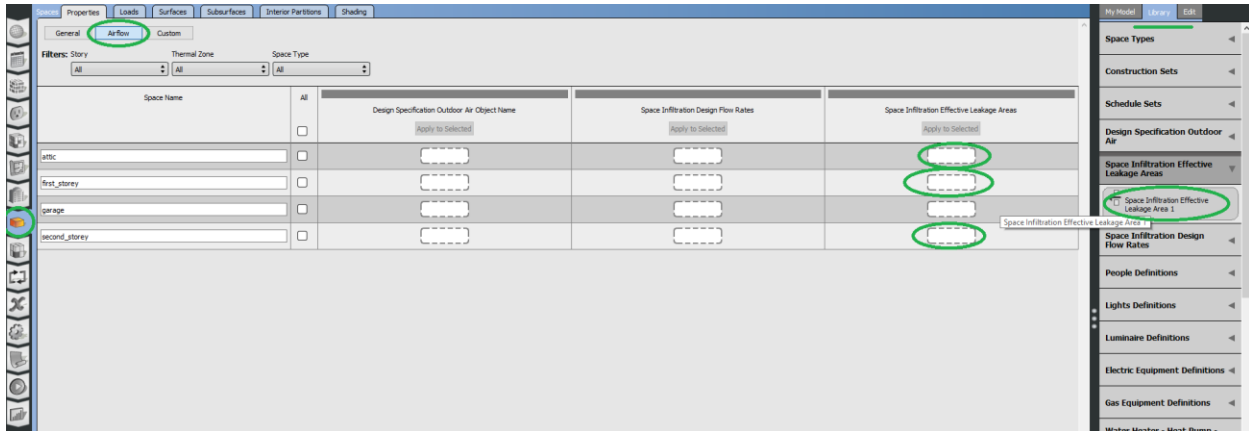 Spaces Properties Loads Surfaces Subsurfaces Interior Partitions Shading
General Airflow Custom
Filters: Story Thermal Zone Space Type
All All All
Space Name All Design Specification Outdoor Air Object Name Space Infiltration Design Flow Rates Space Infiltration Effective Leakage Areas
Apply to Selected Apply to Selected Apply to Selected
attic
first_storey
garage
second_storey
Space Infiltration Effective Leakage Area 1
My Model Library Edit
Space Types
Construction Sets
Schedule Sets
Design Specification Outdoor
Air
Space Infiltration Effective
Leakage Areas
Space Infiltration Effective
Leakage Area 1
Space Infiltration Design
Flow Rates
People Definitions
Lights Definitions
Luminaire Definitions
Electric Equipment Definitions
Gas Equipment Definitions
Water Heater - Heat Pump -